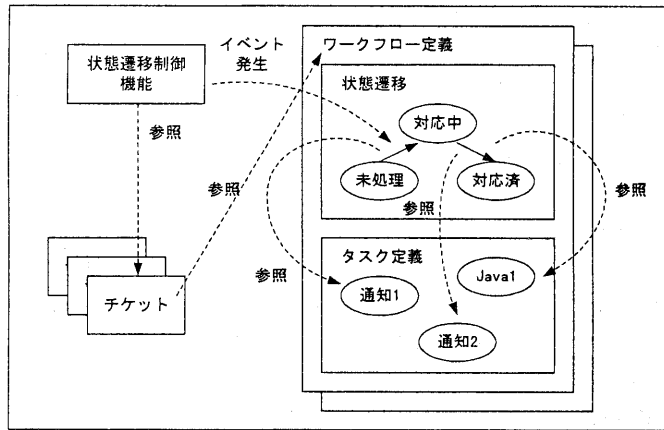 状態遷移制御
機能
イベント
発生
ワークフロー定義
状態遷移
対応中
未処理
対応済
参照
参照
参照
参照
参照
チケット
タスク定義
通知1
Java1
通知2